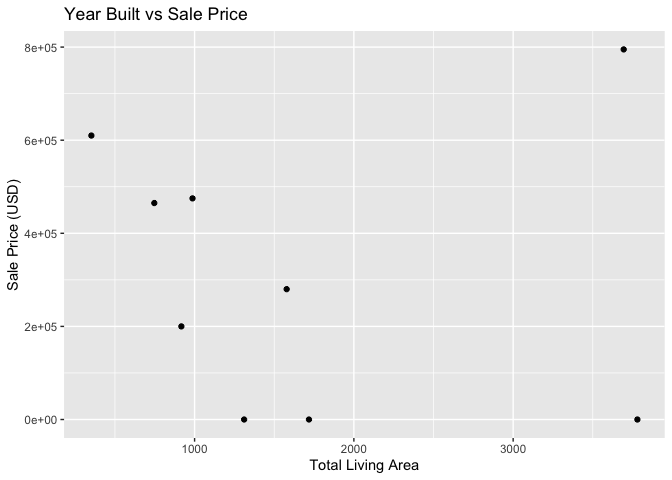 Year Built vs Sale Price
8e+05
6e+05
4e+05
2e+05
0e+00
Sale Price (USD)
1000 2000 3000
Total Living Area